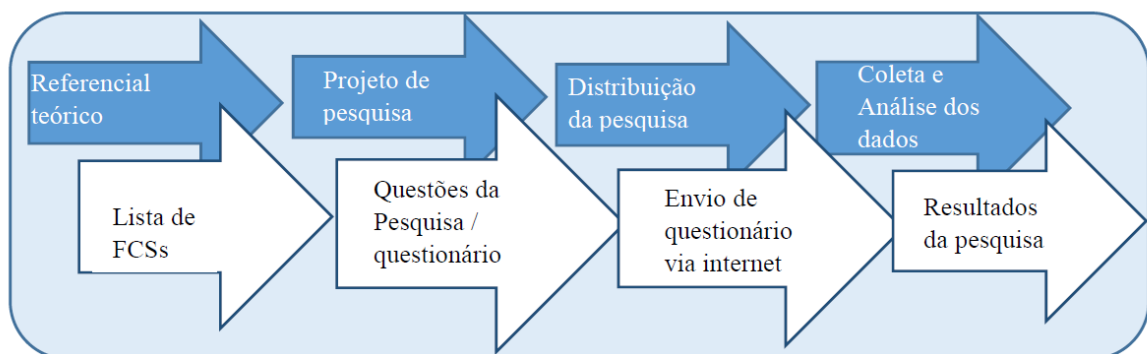 Referencial
teórico
Projeto de
pesquisa
Distribuição
da pesquisa
Coleta e
Análise dos
dados
Lista de
FCSs
Questões da
Pesquisa /
questionário
Envio de
questionário
via internet
Resultados
da pesquisa